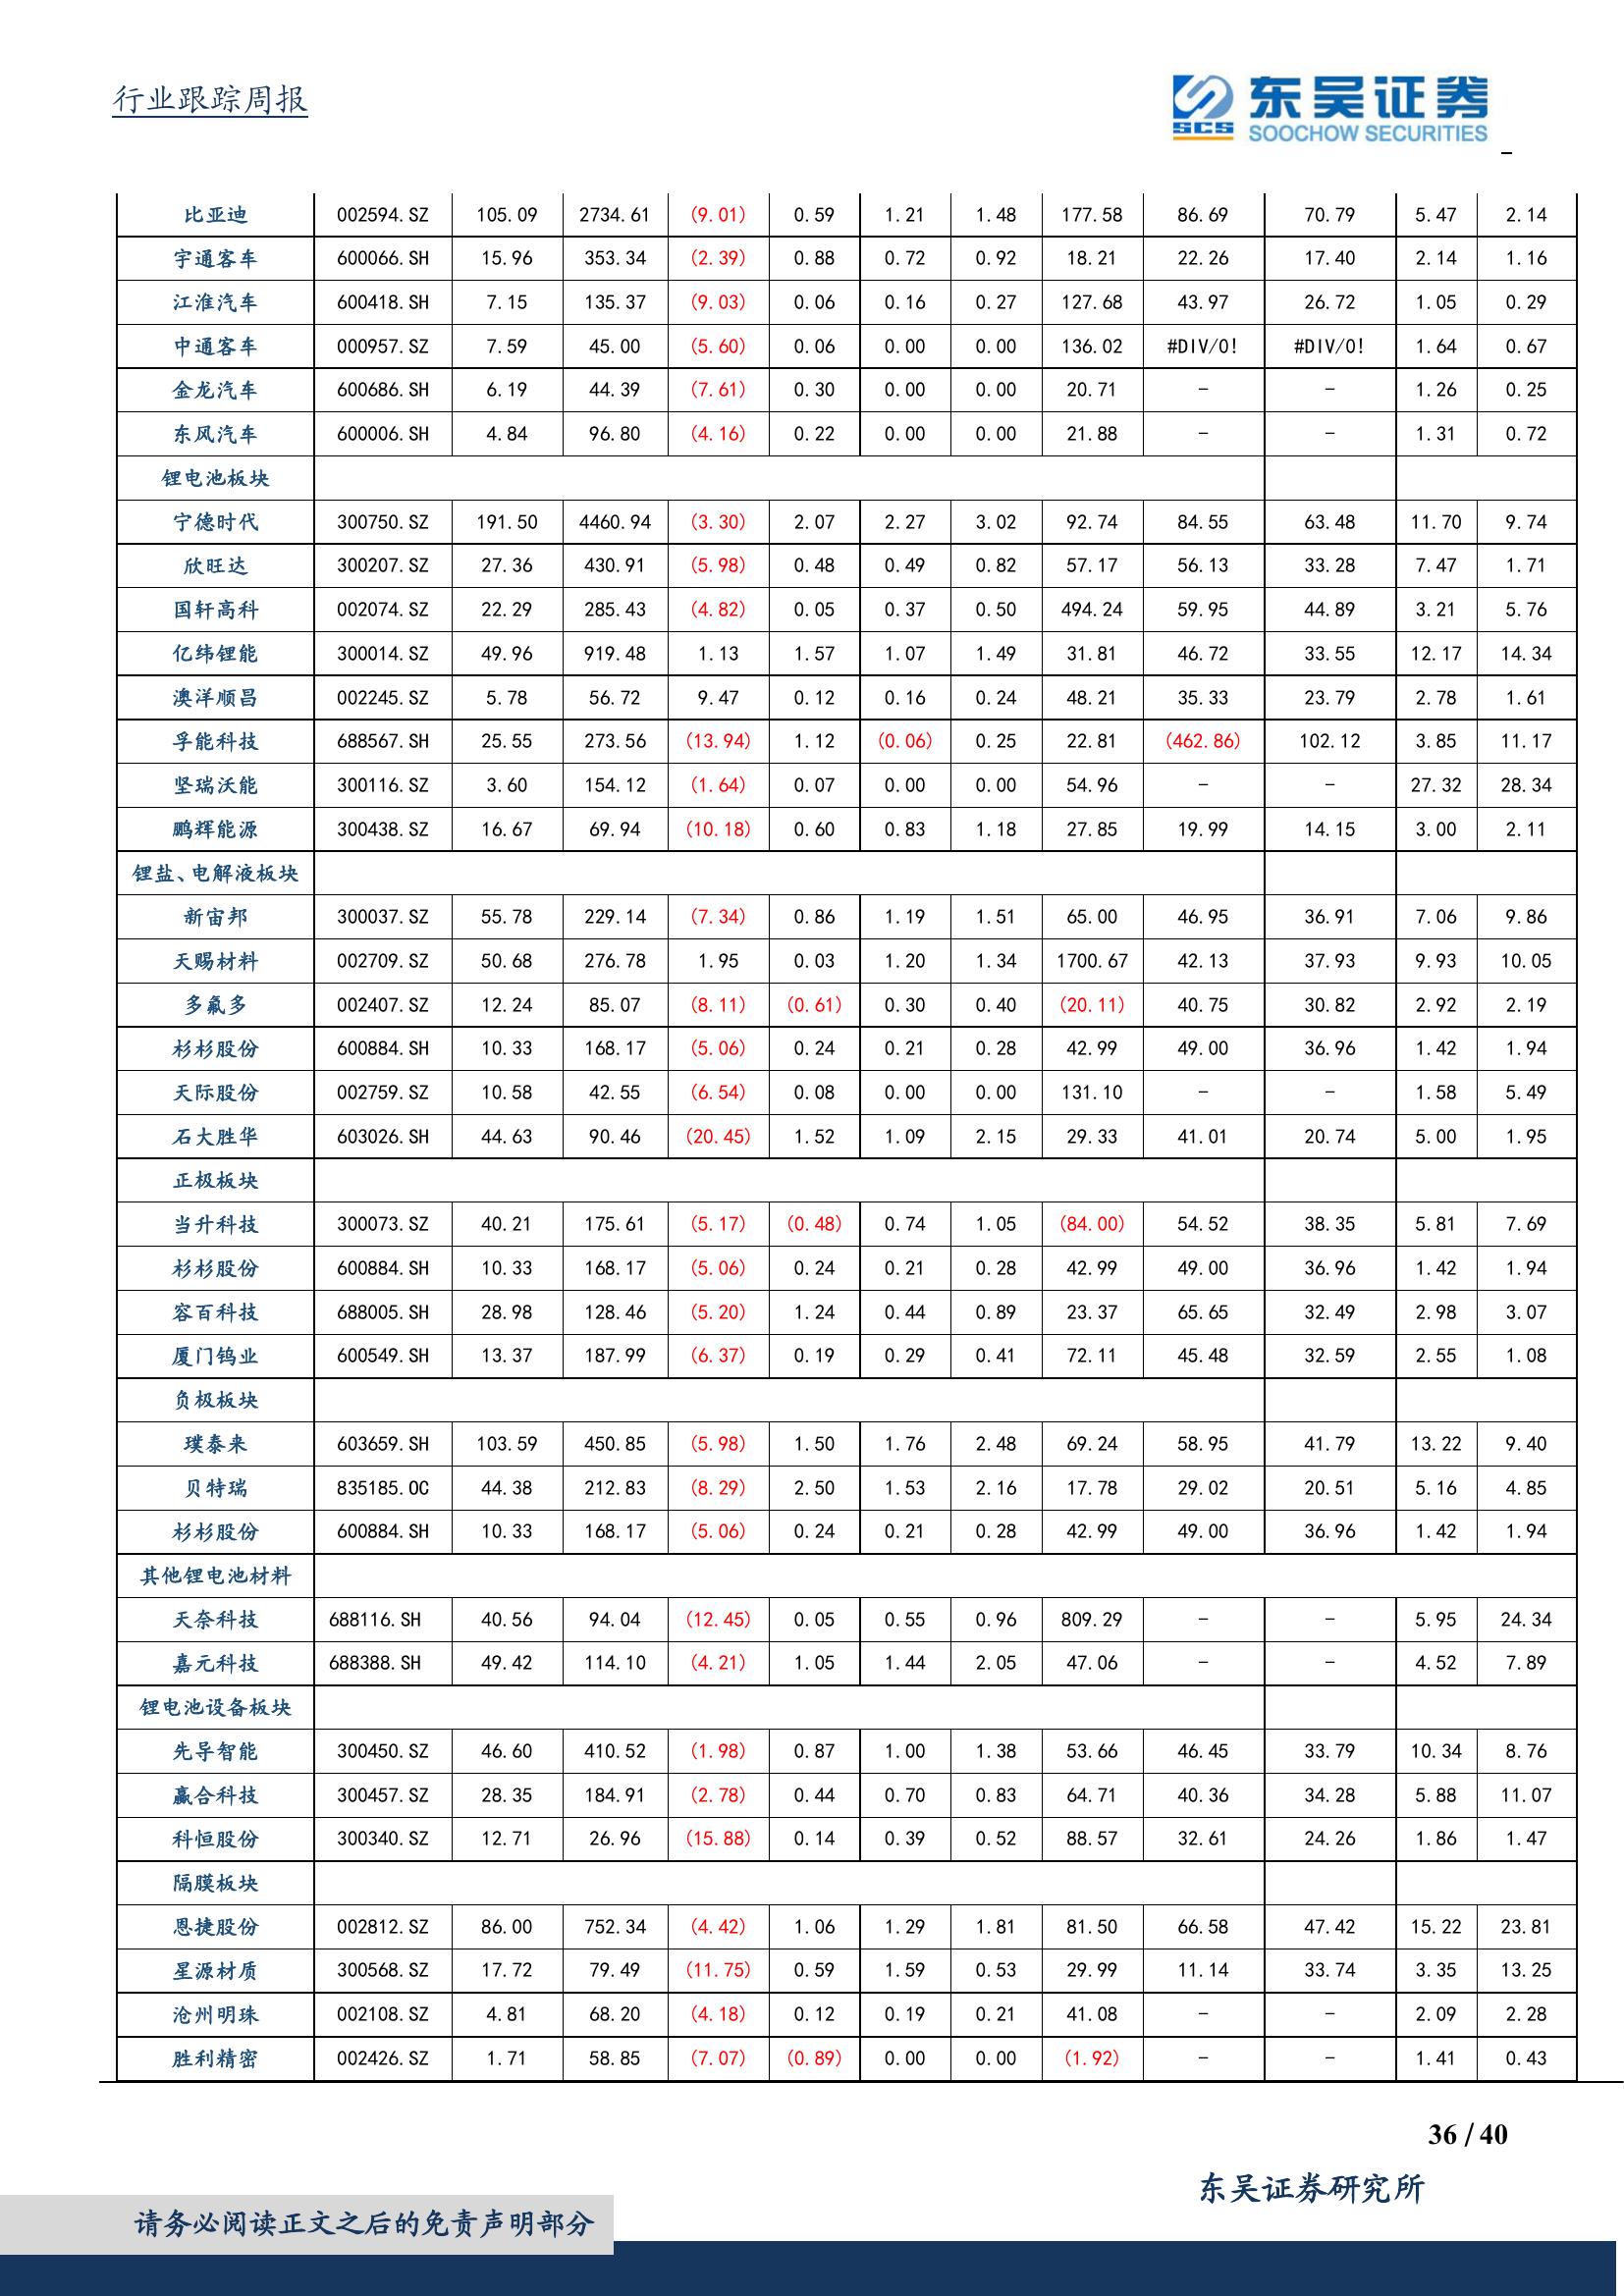 行业跟踪周报
SCS 东吴证券
SOOCHOW SECURITIES
比亚迪 002594.SZ 105.09 2734.61 (9.01) 0.59 1.21 1.48 177.58 86.69 70.79 5.47 2.14
宇通客车 600066.SH 15.96 353.34 (2.39) 0.88 0.72 0.92 18.21 22.26 17.40 2.14 1.16
江淮汽车 600418.SH 7.15 135.37 (9.03) 0.06 0.16 0.27 127.68 43.97 26.72 1.05 0.29
中通客车 000957.SZ 7.59 45.00 (5.60) 0.06 0.00 0.00 136.02 #DIV/0! #DIV/0! 1.64 0.67
金龙汽车 600686.SH 6.19 44.39 (7.61) 0.30 0.00 0.00 20.71 - - 1.26 0.25
东风汽车 600006.SH 4.84 96.80 (4.16) 0.22 0.00 0.00 21.88 - - 1.31 0.72
锂电池板块
宁德时代 300750.SZ 191.50 4460.94 (3.30) 2.07 2.27 3.02 92.74 84.55 63.48 11.70 9.74
欣旺达 300207.SZ 27.36 430.91 (5.98) 0.48 0.49 0.82 57.17 56.13 33.28 7.47 1.71
国轩高科 002074.SZ 22.29 285.43 (4.82) 0.05 0.37 0.50 494.24 59.95 44.89 3.21 5.76
亿纬锂能 300014.SZ 49.96 919.48 1.13 1.57 1.07 1.49 31.81 46.72 33.55 12.17 14.34
澳洋顺昌 002245.SZ 5.78 56.72 9.47 0.12 0.16 0.24 48.21 35.33 23.79 2.78 1.61
孚能科技 688567.SH 25.55 273.56 (13.94) 1.12 (0.06) 0.25 22.81 (462.86) 102.12 3.85 11.17
坚瑞沃能 300116.SZ 3.60 154.12 (1.64) 0.07 0.00 0.00 54.96 - - 27.32 28.34
鹏辉能源 300438.SZ 16.67 69.94 (10.18) 0.60 0.83 1.18 27.85 19.99 14.15 3.00 2.11
锂盐、电解液板块
新宙邦 300037.SZ 55.78 229.14 (7.34) 0.86 1.19 1.51 65.00 46.95 36.91 7.06 9.86
天赐材料 002709.SZ 50.68 276.78 1.95 0.03 1.20 1.34 1700.67 42.13 37.93 9.93 10.05
多氟多 002407.SZ 12.24 85.07 (8.11) (0.61) 0.30 0.40 (20.11) 40.75 30.82 2.92 2.19
杉杉股份 600884.SH 10.33 168.17 (5.06) 0.24 0.21 0.28 42.99 49.00 36.96 1.42 1.94
天际股份 002759.SZ 10.58 42.55 (6.54) 0.08 0.00 0.00 131.10 - - 1.58 5.49
石大胜华 603026.SH 44.63 90.46 (20.45) 1.52 1.09 2.15 29.33 41.01 20.74 5.00 1.95
正极板块
当升科技 300073.SZ 40.21 175.61 (5.17) (0.48) 0.74 1.05 (84.00) 54.52 38.35 5.81 7.69
杉杉股份 600884.SH 10.33 168.17 (5.06) 0.24 0.21 0.28 42.99 49.00 36.96 1.42 1.94
容百科技 688005.SH 28.98 128.46 (5.20) 1.24 0.44 0.89 23.37 65.65 32.49 2.98 3.07
厦门钨业 600549.SH 13.37 187.99 (6.37) 0.19 0.29 0.41 72.11 45.48 32.59 2.55 1.08
负极板块
璞泰来 603659.SH 103.59 450.85 (5.98) 1.50 1.76 2.48 69.24 58.95 41.79 13.22 9.40
贝特瑞 835185.OC 44.38 212.83 (8.29) 2.50 1.53 2.16 17.78 29.02 20.51 5.16 4.85
杉杉股份 600884.SH 10.33 168.17 (5.06) 0.24 0.21 0.28 42.99 49.00 36.96 1.42 1.94
其他锂电池材料
天奈科技 688116.SH 40.56 94.04 (12.45) 0.05 0.55 0.96 809.29 - - 5.95 24.34
嘉元科技 688388.SH 49.42 114.10 (4.21) 1.05 1.44 2.05 47.06 - - 4.52 7.89
锂电池设备板块
先导智能 300450.SZ 46.60 410.52 (1.98) 0.87 1.00 1.38 53.66 46.45 33.79 10.34 8.76
赢合科技 300457.SZ 28.35 184.91 (2.78) 0.44 0.70 0.83 64.71 40.36 34.28 5.88 11.07
科恒股份 300340.SZ 12.71 26.96 (15.88) 0.14 0.39 0.52 88.57 32.61 24.26 1.86 1.47
隔膜板块
恩捷股份 002812.SZ 86.00 752.34 (4.42) 1.06 1.29 1.81 81.50 66.58 47.42 15.22 23.81
星源材质 300568.SZ 17.72 79.49 (11.75) 0.59 1.59 0.53 29.99 11.14 33.74 3.35 13.25
沧州明珠 002108.SZ 4.81 68.20 (4.18) 0.12 0.19 0.21 41.08 - - 2.09 2.28
胜利精密 002426.SZ 1.71 58.85 (7.07) (0.89) 0.00 0.00 (1.92) - - 1.41 0.43
36 / 40
东吴证券研究所
请务必阅读正文之后的免责声明部分